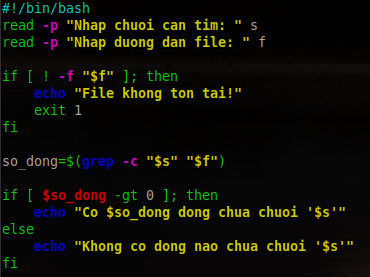 #!/bin/bash
read -p "Nhap chuoi can tim: " s
read -p "Nhap duong dan file: " f

if [ ! -f "$f" ]; then
    echo "File khong ton tai!"
    exit 1
fi

so_dong=$(grep -c "$s" "$f")

if [ $so_dong -gt 0 ]; then
    echo "Co $so_dong dong chua chuoi '$s'"
else
    echo "Khong co dong nao chua chuoi '$s'"
fi